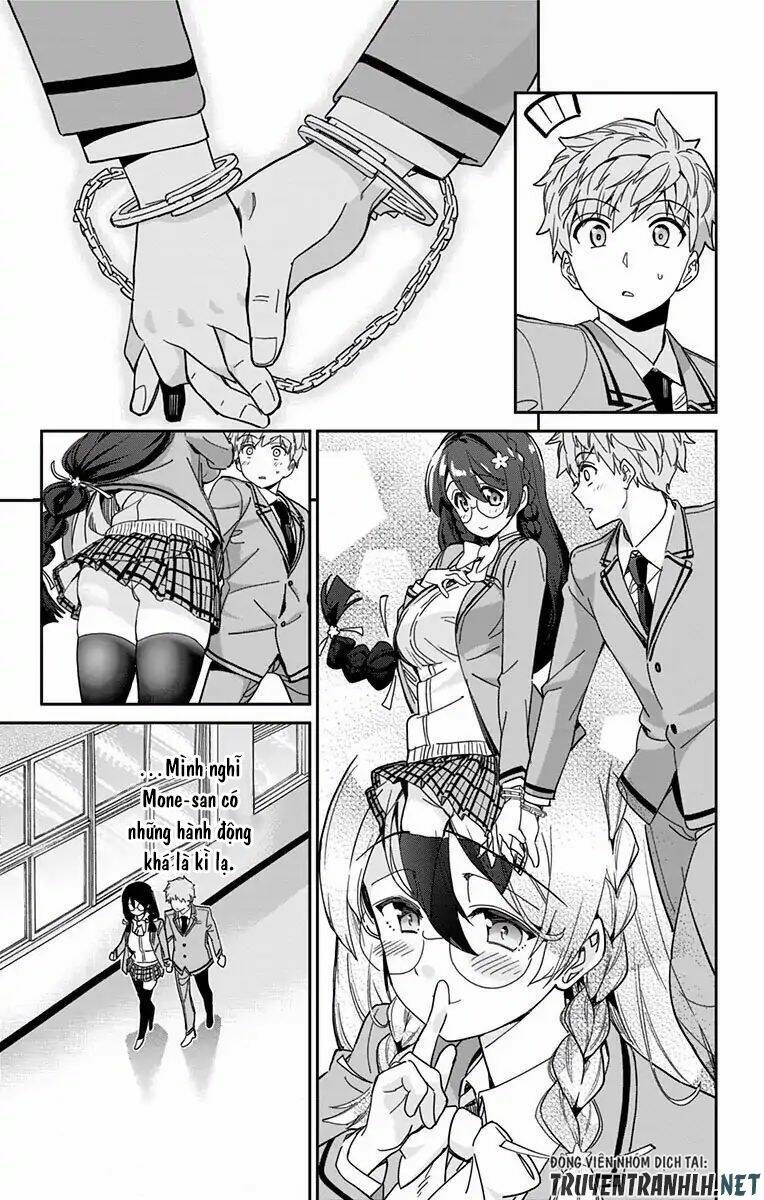 ...Mình nghĩ
Mone-san có
những hành động
khá là kì lạ.
ĐỘNG VIÊN NHÓM DỊCH TẠI:
TRUYENTRANHLH.NET